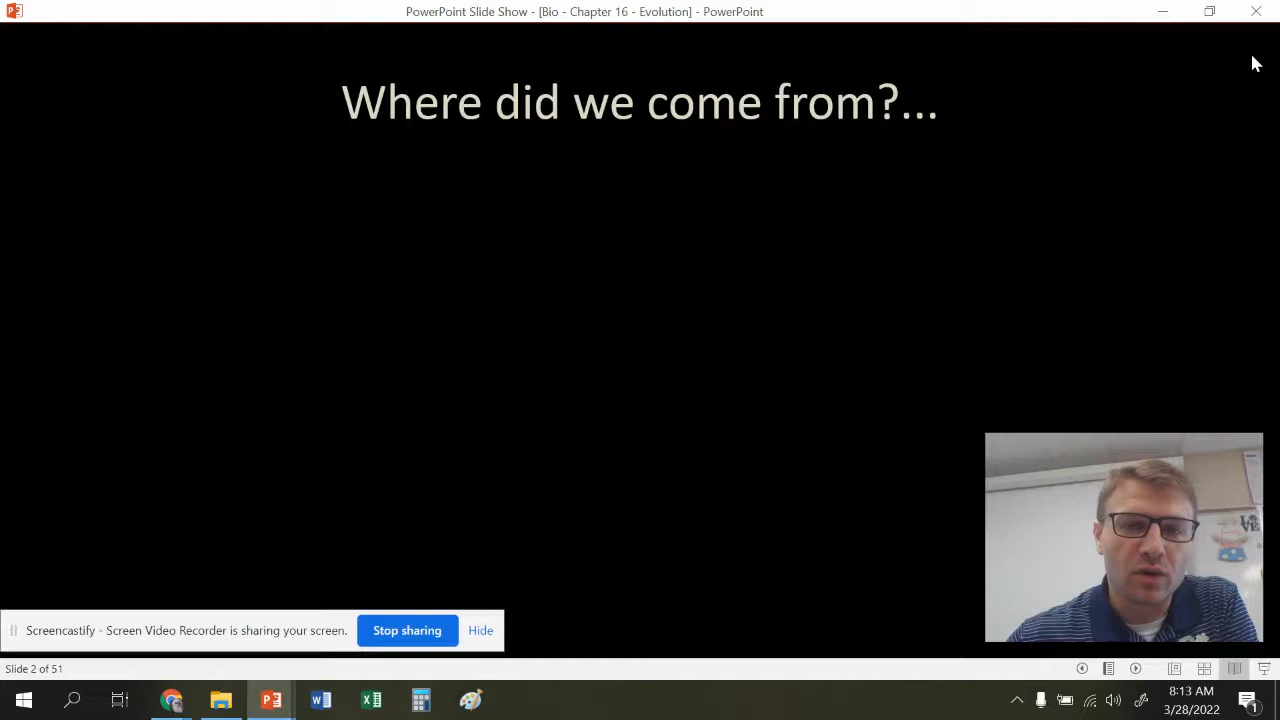 PowerPoint Slide Show - [Bio - Chapter 16 - Evolution] - PowerPoint
Where did we come from?...
Screencastify - Screen Video Recorder is sharing your screen.
Stop sharing
Hide
Slide 2 of 51
8:13 AM
3/28/2022
1